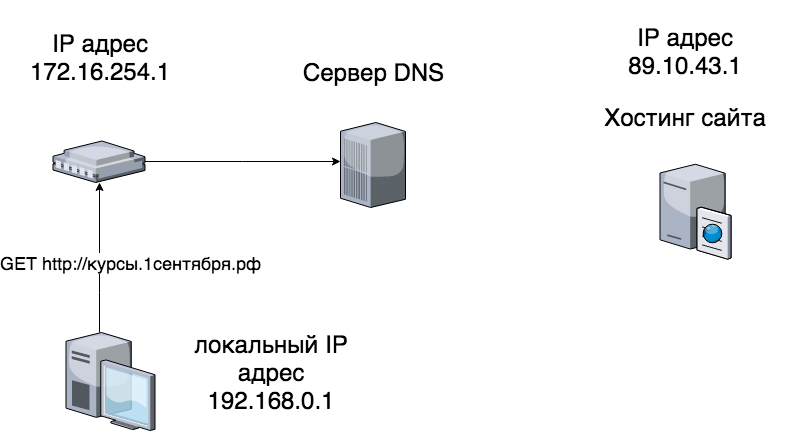 IP адрес
172.16.254.1
Сервер DNS
IP адрес
89.10.43.1
Хостинг сайта
GET http://курсы.1сентября.рф
локальный IP
адрес
192.168.0.1